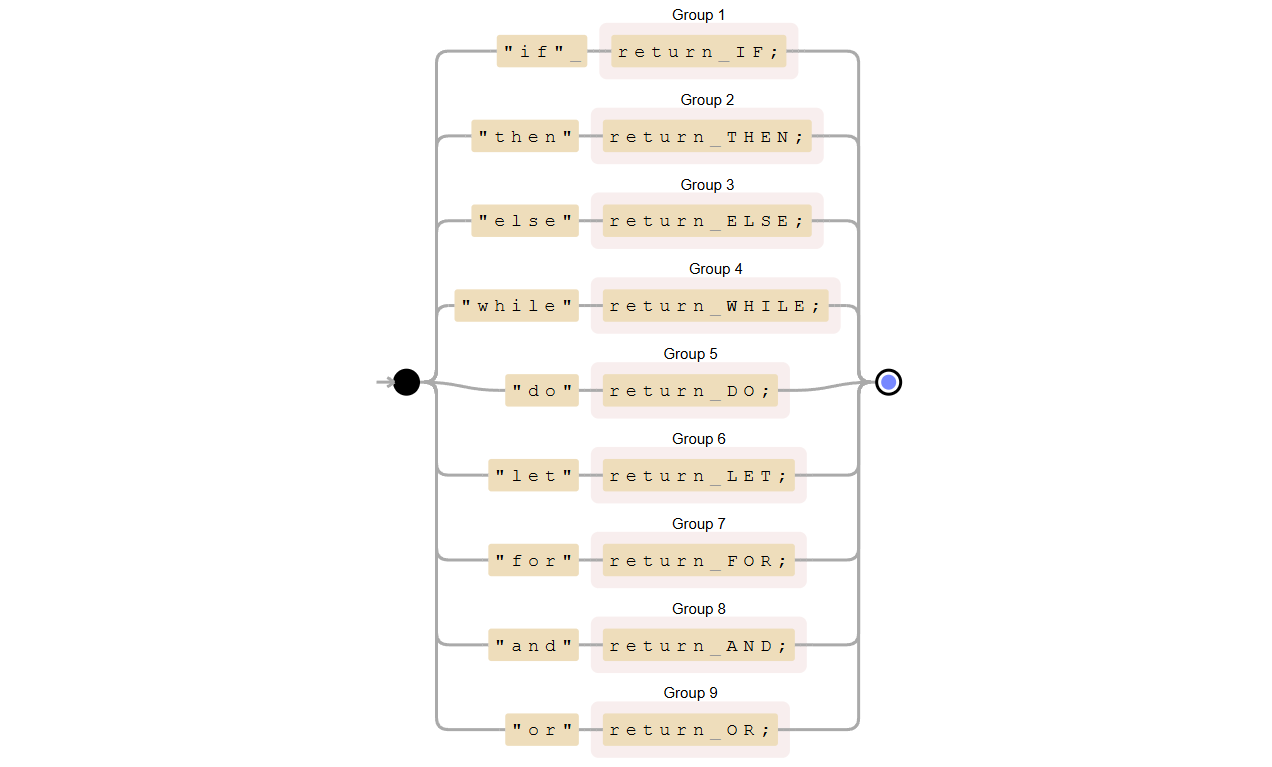 Group 1
"if"_ return_IF;
Group 2
"then" return_THEN;
Group 3
"else" return_ELSE;
Group 4
"while" return_WHILE;
Group 5
"do" return_DO;
Group 6
"let" return_LET;
Group 7
"for" return_FOR;
Group 8
"and" return_AND;
Group 9
"or" return_OR;